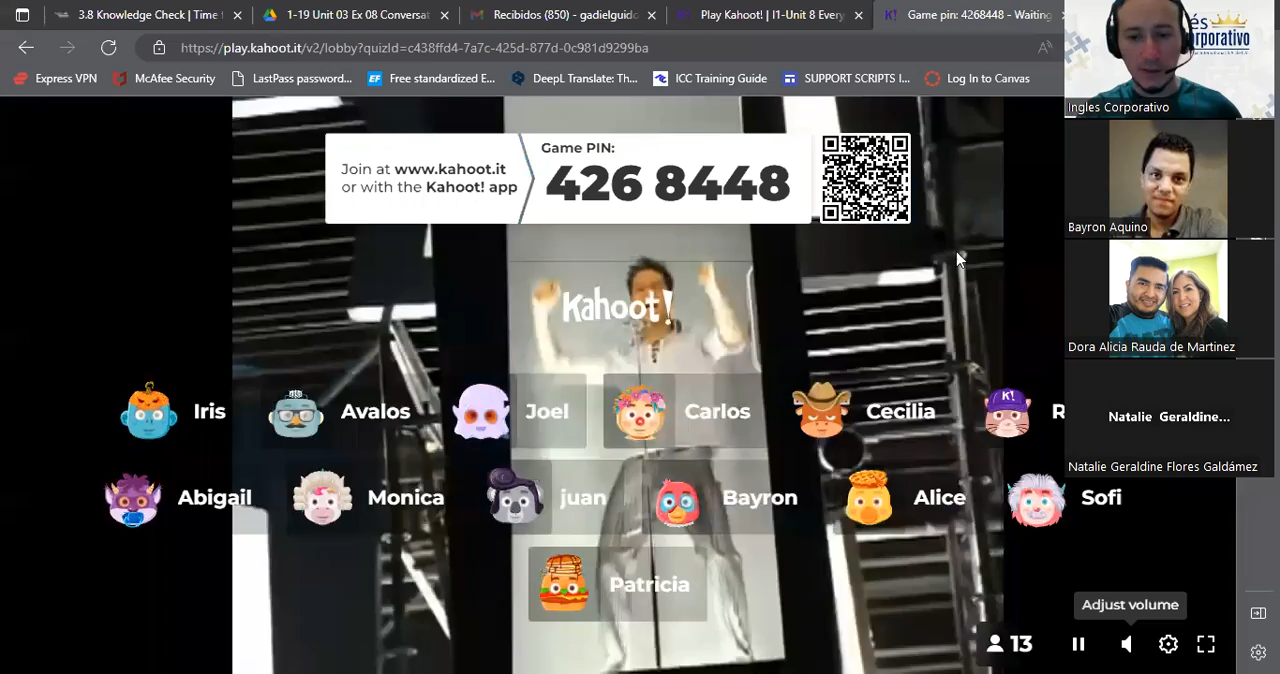 3.8 Knowledge Check | Time
1-19 Unit 03 Ex 08 Conversat
Recibidos (850) - gadielguido
Play Kahoot! | I1-Unit 8 Every
Game pin: 4268448 - Waiting
https://play.kahoot.it/v2/lobby?quizId=c438ffd4-7a7c-425d-877d-0c981d9299ba
Express VPN
McAfee Security
LastPass password...
EF
Free standardized E...
DeepL Translate: Th...
ICC Training Guide
SUPPORT SCRIPTS I...
Log In to Canvas
és
orporativo
Ingles Corporativo
Join at www.kahoot.it
or with the Kahoot! app
Game PIN:
426 8448
Bayron Aquino
Kahoot!
Dora Alicia Rauda de Martinez
Iris
Avalos
Joel
Carlos
Cecilia
K!
R
Natalie Geraldine...
Natalie Geraldine Flores Galdámez
Abigail
Monica
juan
Bayron
Alice
Sofi
Patricia
Adjust volume
13